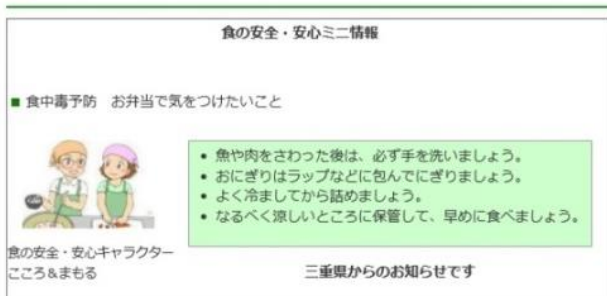 食の安全・安心ミニ情報
■ 食中毒予防　お弁当で気をつけたいこと
• 魚や肉をさわった後は、必ず手を洗いましょう。
• おにぎりはラップなどに包んでにぎりましょう。
• よく冷ましてから詰めましょう。
• なるべく涼しいところに保管して、早めに食べましょう。
食の安全・安心キャラクター
こころ＆まもる
三重県からのお知らせです